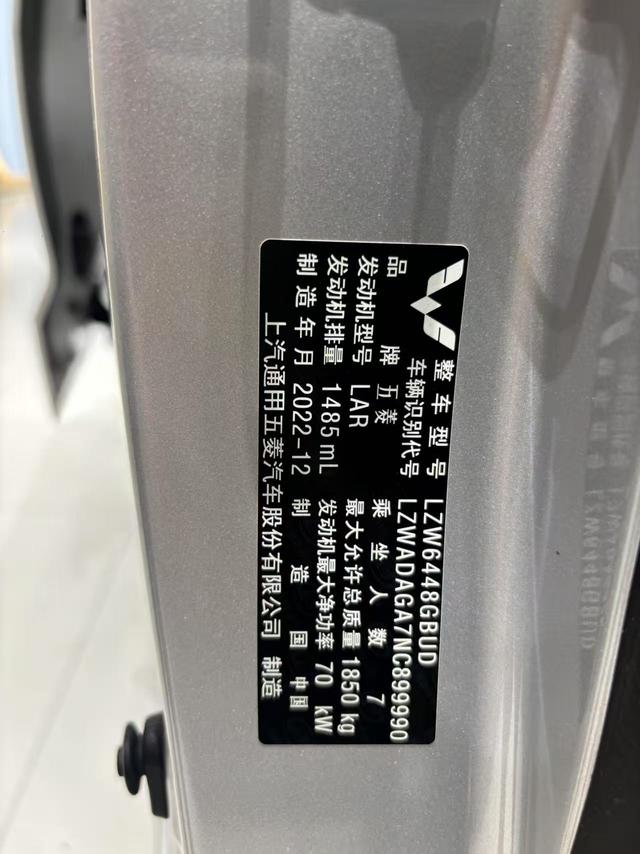 整车型号 LZW6448GBUD
车辆识别代号 LZWADAGA7NC899990
品牌 五菱 乘坐人数 7
发动机型号 LAR 最大允许总质量 1850 kg
发动机排量 1485 mL 发动机最大净功率 70 kW
制造年月 2022-12 制造国 中国
上汽通用五菱汽车股份有限公司 制造